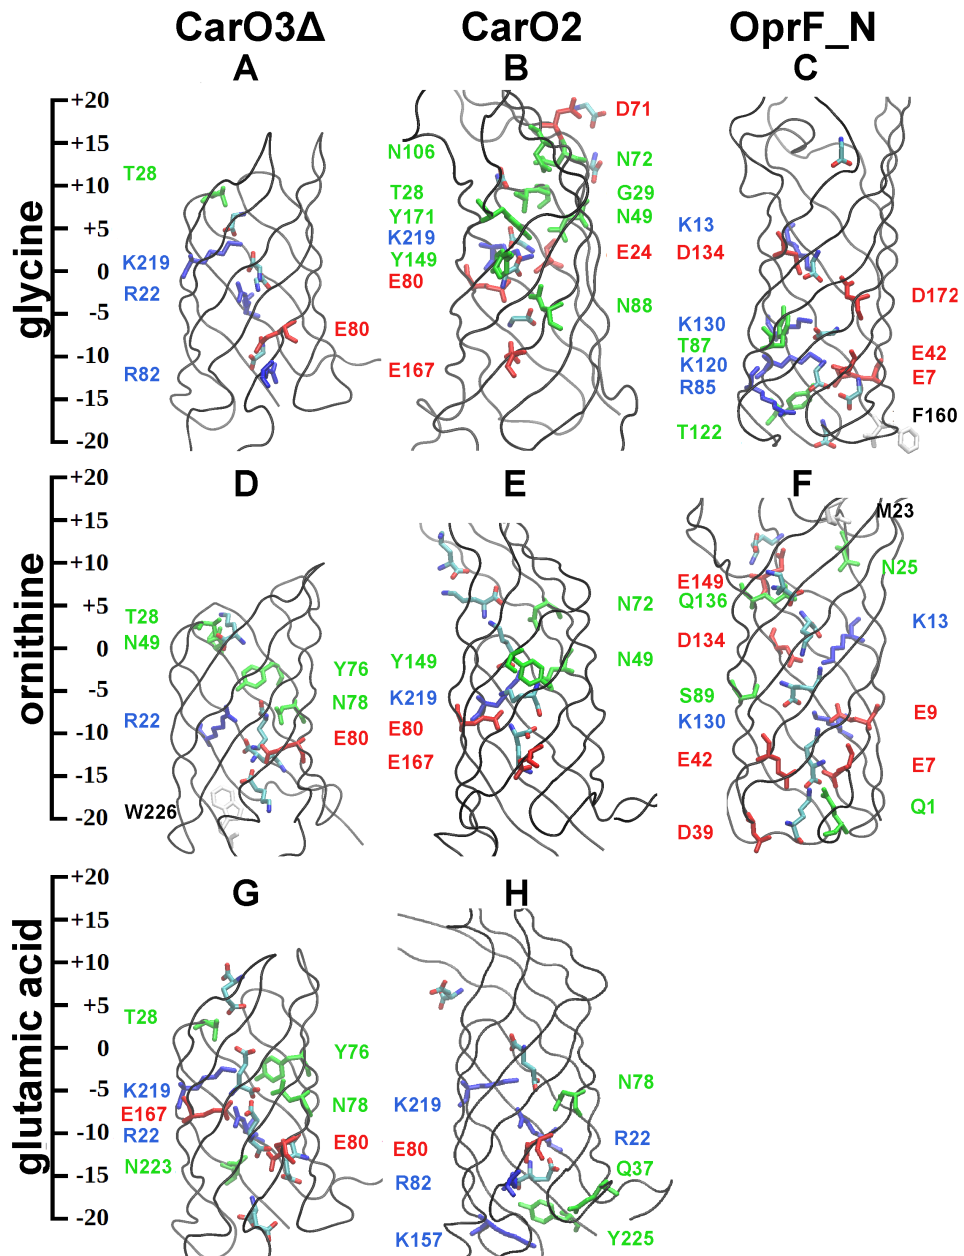 CarO3Δ CarO2 OprF_N
A B C
glycine
+20
+15
+10
+5
0
-5
-10
-15
-20
T28
K219
R22
R82
E80
N106
T28
Y171
K219
Y149
E80
E167
D71
N72
G29
N49
E24
N88
K13
D134
K130
T87
K120
R85
T122
D172
E42
E7
F160
D E F
ornithine
+20
+15
+10
+5
0
-5
-10
-15
-20
T28
N49
R22
W226
Y76
N78
E80
Y149
K219
E80
E167
N72
N49
M23
N25
E149
Q136
D134
S89
K130
E42
D39
K13
E9
E7
Q1
G H
glutamic acid
+20
+15
+10
+5
0
-5
-10
-15
-20
T28
K219
E167
R22
N223
Y76
N78
E80
K219
E80
R82
K157
N78
R22
Q37
Y225